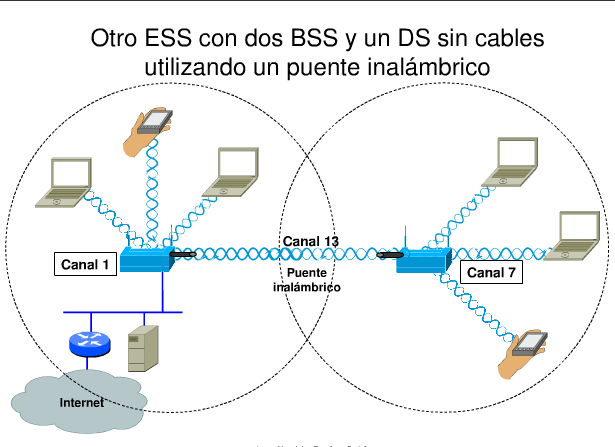 Otro ESS con dos BSS y un DS sin cables
utilizando un puente inalámbrico
Canal 13
Canal 1
Puente
inalámbrico
Canal 7
Internet